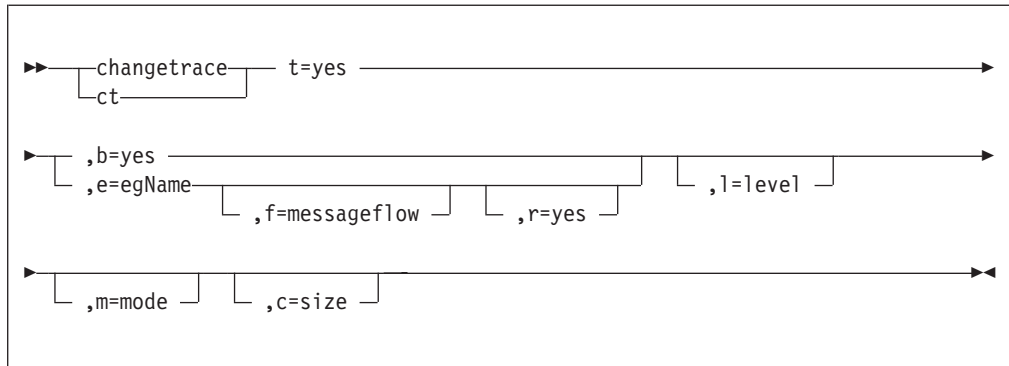 changetrace t=yes
ct
,b=yes
,e=egName ,l=level
,f=messageflow ,r=yes
,m=mode ,c=size